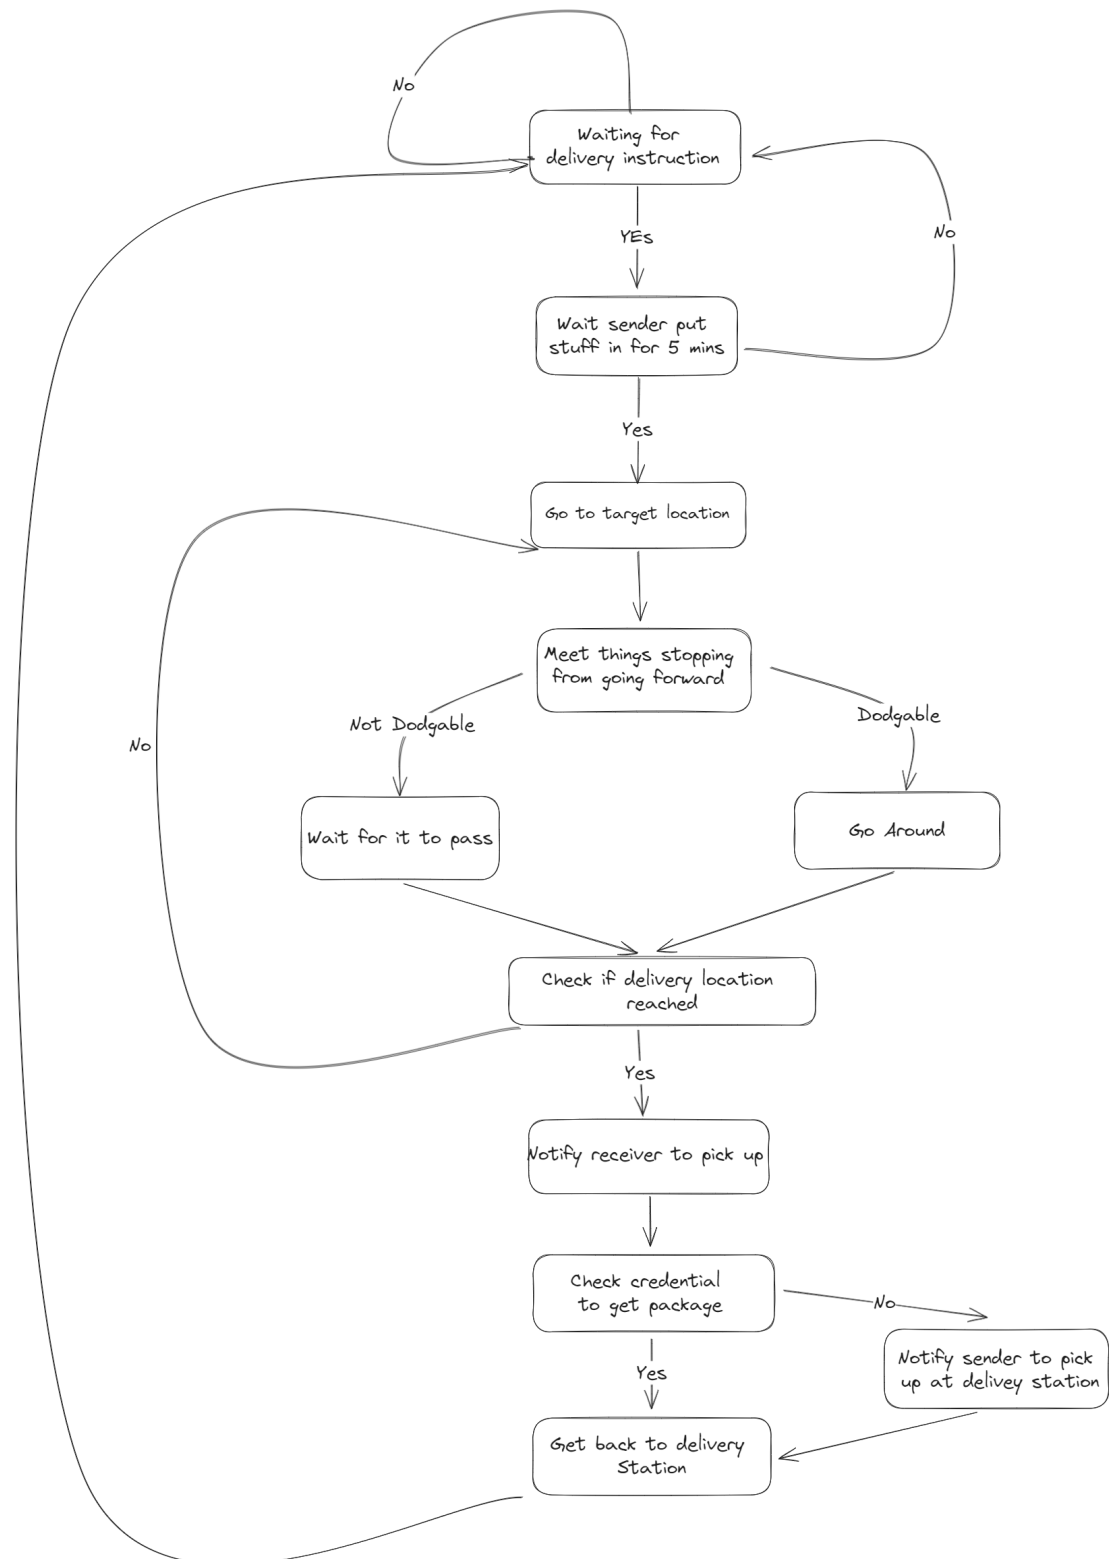 No
Waiting for
delivery instruction
YEs
No
Wait sender put
stuff in for 5 mins
Yes
Go to target location
Meet things stopping
from going forward
Not Dodgable
Dodgable
No
Wait for it to pass
Go Around
Check if delivery location
reached
Yes
Notify receiver to pick up
Check credential
to get package
No
Notify sender to pick
up at delivey station
Yes
Get back to delivery
Station